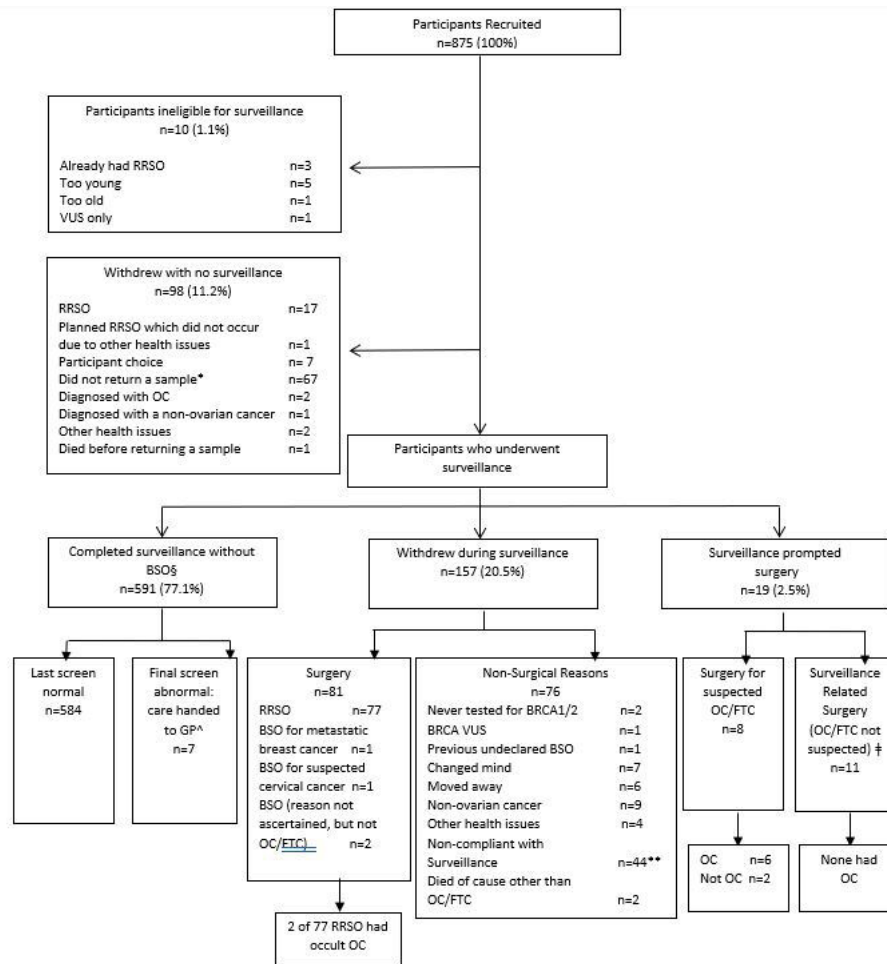 Participants Recruited
n=875 (100%)
Participants ineligible for surveillance
n=10 (1.1%)
Already had RRSO n=3
Too young n=5
Too old n=1
VUS only n=1
Withdrew with no surveillance
n=98 (11.2%)
RRSO n=17
Planned RRSO which did not occur
due to other health issues n=1
Participant choice n= 7
Did not return a sample* n=67
Diagnosed with OC n=2
Diagnosed with a non-ovarian cancer n=1
Other health issues n=2
Died before returning a sample n=1
Participants who underwent
surveillance
Completed surveillance without
BSO§
n=591 (77.1%)
Withdrew during surveillance
n=157 (20.5%)
Surveillance prompted
surgery
n=19 (2.5%)
Last screen
normal
n=584
Final screen
abnormal:
care handed
to GP^
n=7
Surgery
n=81
RRSO n=77
BSO for metastatic
breast cancer n=1
BSO for suspected
cervical cancer n=1
BSO (reason not
ascertained, but not
OC/FTC) n=2
Non-Surgical Reasons
n=76
Never tested for BRCA1/2 n=2
BRCA VUS n=1
Previous undeclared BSO n=1
Changed mind n=7
Moved away n=6
Non-ovarian cancer n=9
Other health issues n=4
Non-compliant with
Surveillance n=44**
Died of cause other than
OC/FTC n=2
Surgery for
suspected
OC/FTC
n=8
Surveillance
Related
Surgery
(OC/FTC not
suspected) ǂ
n=11
OC n=6
Not OC n=2
None had
OC
2 of 77 RRSO had
occult OC